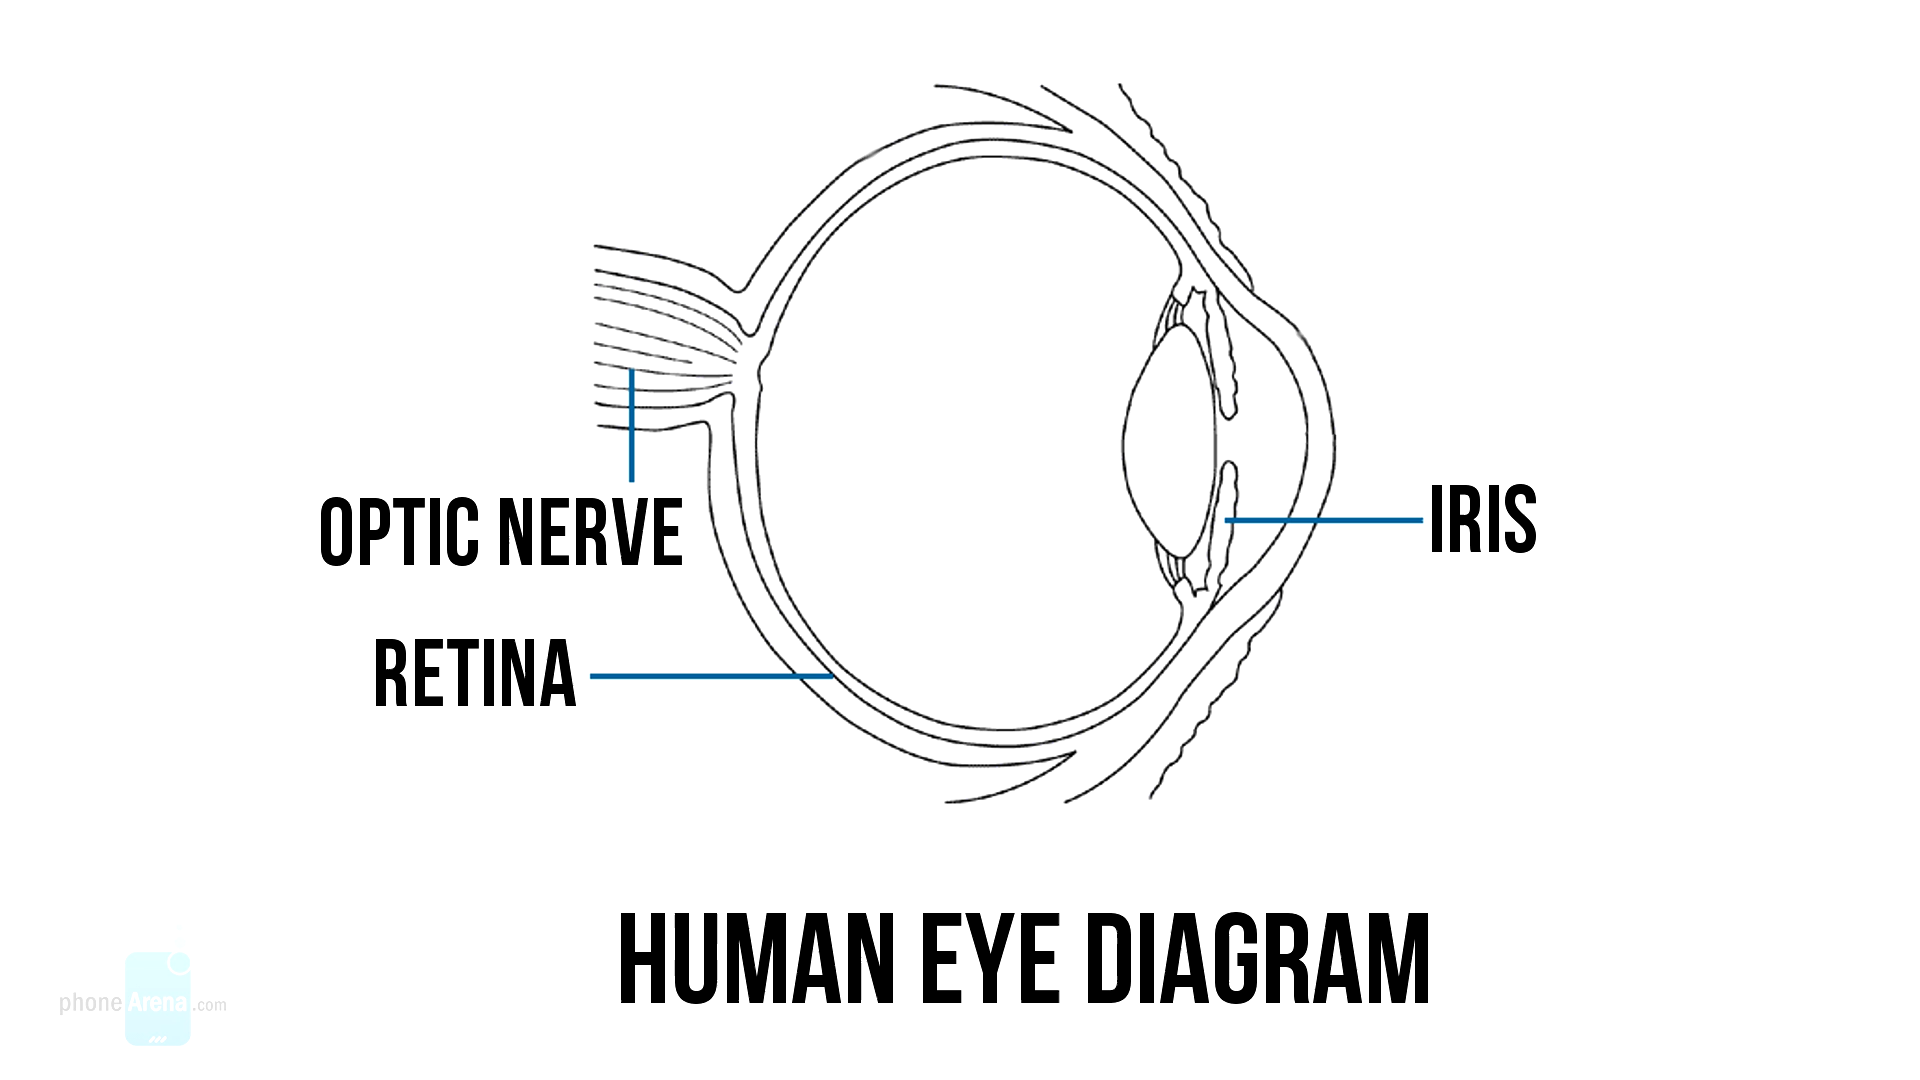 OPTIC NERVE
IRIS
RETINA
HUMAN EYE DIAGRAM
phoneArena.com